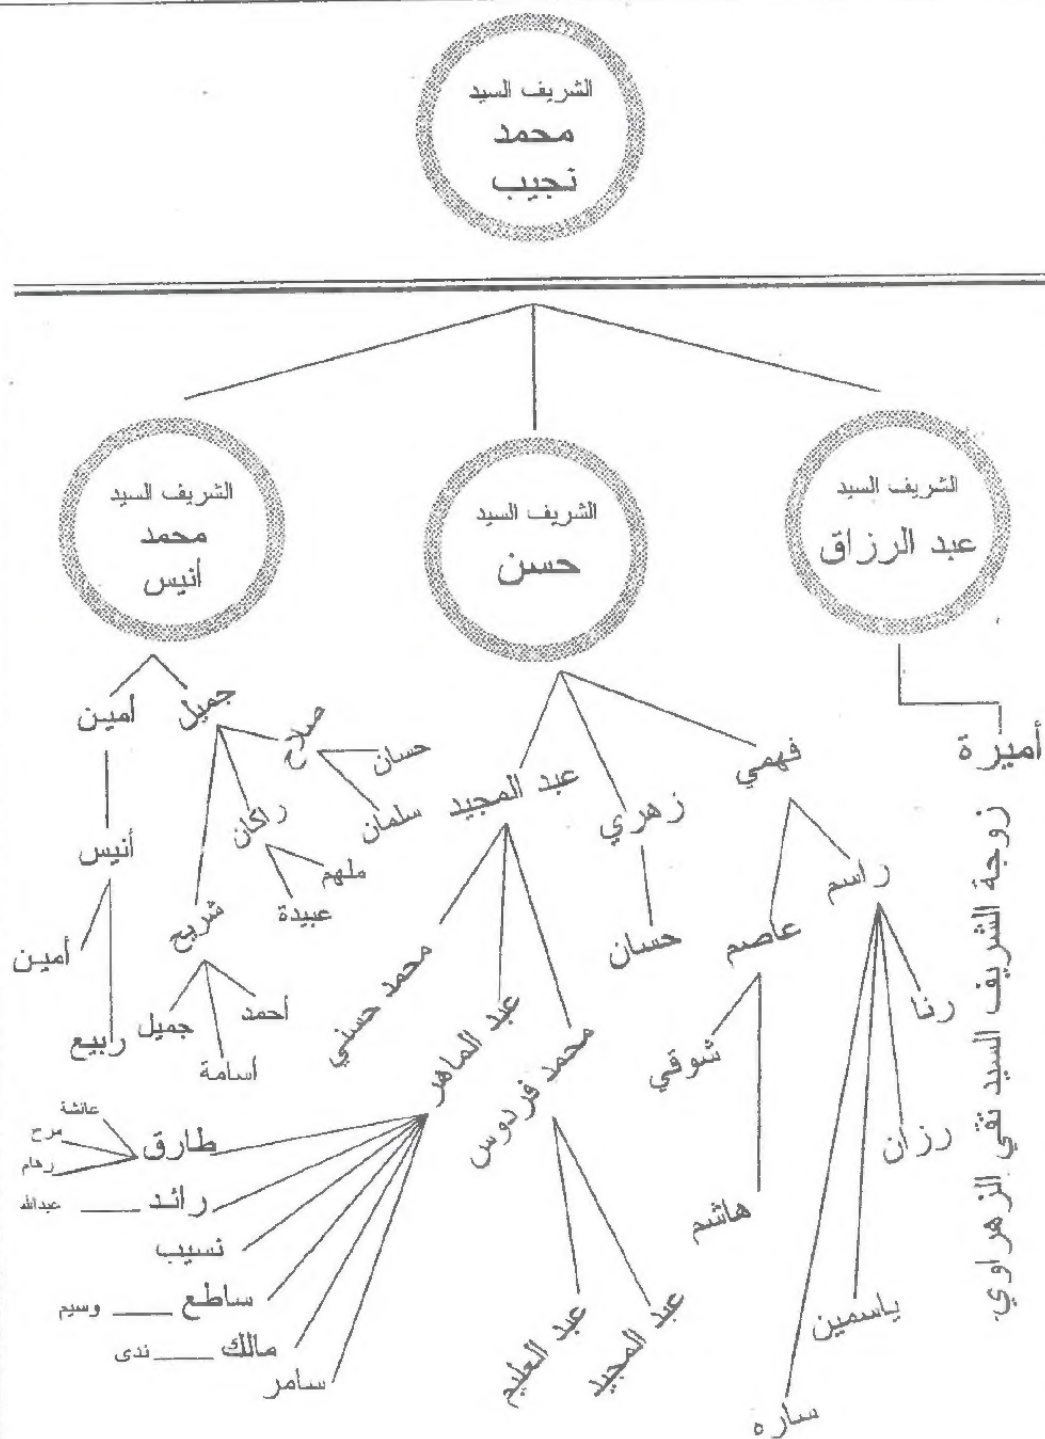 الشريف السيد
محمد
نجيب
الشريف السيد
عبد الرزاق
الشريف السيد
حسن
الشريف السيد
محمد
أنيس
أميرة
زوجة الشريف السيد تقي الزهراوي
فهمي
زهري
عبد المجيد
راسم
عاصم
حسان
رنا
رزان
ياسمين
ساره
شوقي
هاشم
محمد فردوس
عبد الماهر
محمد حسني
عبد المجيد
عبد العليم
طارق
عائشة
مرح
رهام
رائد
عبدالله
نسيب
ساطع
وسيم
مالك
ندى
سامر
جميل
أمين
صلاح
حسان
سلمان
راكان
ملهم
عبيدة
شريح
أحمد
أسامة
جميل
أنيس
أمين
ربيع